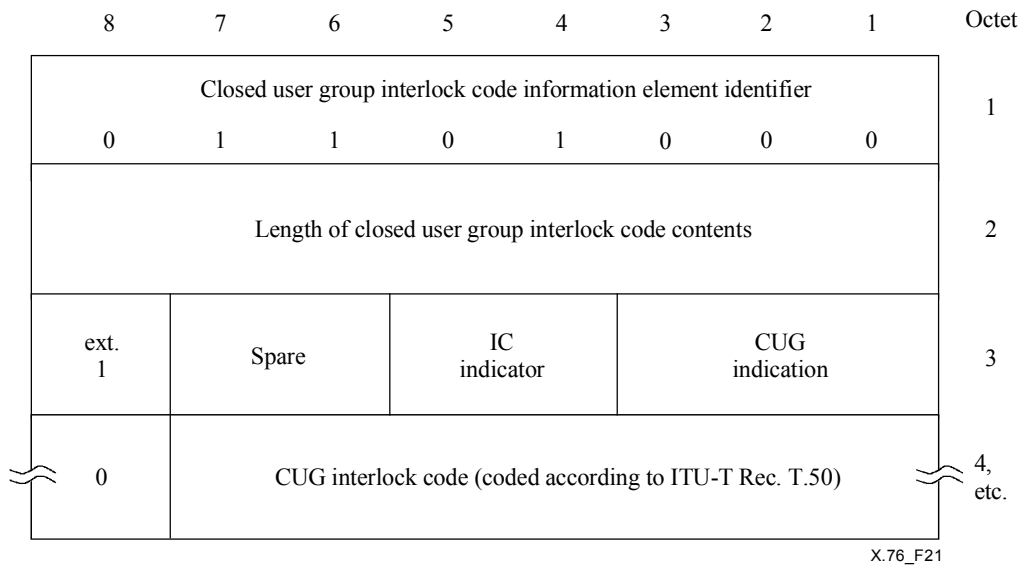 8 7 6 5 4 3 2 1 Octet
Closed user group interlock code information element identifier
0 1 1 0 1 0 0 0
1
Length of closed user group interlock code contents
2
ext.
1
Spare
IC
indicator
CUG
indication
3
0
CUG interlock code (coded according to ITU-T Rec. T.50)
4,
etc.
X.76_F21